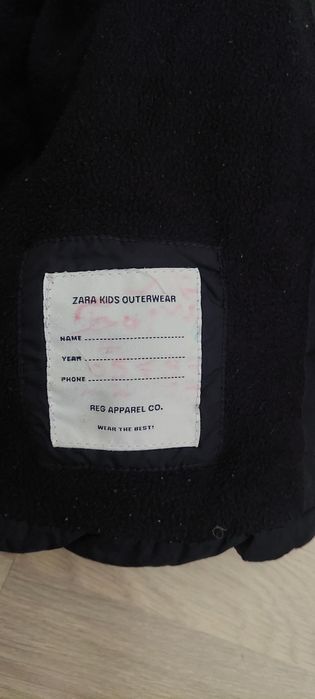 ZARA KIDS OUTERWEAR
NAME
YEAR
PHONE
REG APPAREL CO.
WEAR THE BEST!